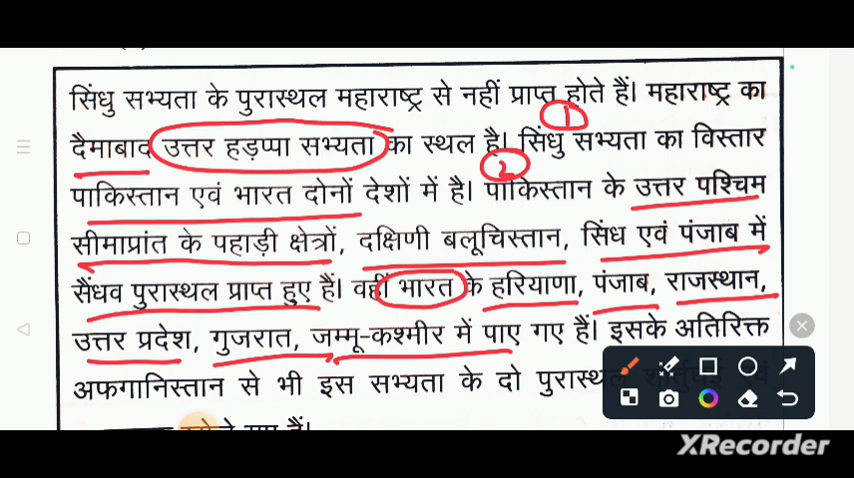 सिंधु सभ्यता के पुरास्थल महाराष्ट्र से नहीं प्राप्त होते हैं। महाराष्ट्र का
1
दैमाबाद उत्तर हड़प्पा सभ्यता का स्थल है। सिंधु सभ्यता का विस्तार
2
पाकिस्तान एवं भारत दोनों देशों में है। पाकिस्तान के उत्तर पश्चिम
सीमाप्रांत के पहाड़ी क्षेत्रों, दक्षिणी बलूचिस्तान, सिंध एवं पंजाब में
सैंधव पुरास्थल प्राप्त हुए हैं। वहीं भारत के हरियाणा, पंजाब, राजस्थान,
उत्तर प्रदेश, गुजरात, जम्मू-कश्मीर में पाए गए हैं। इसके अतिरिक्त
अफगानिस्तान से भी इस सभ्यता के दो पुरास्थल
XRecorder